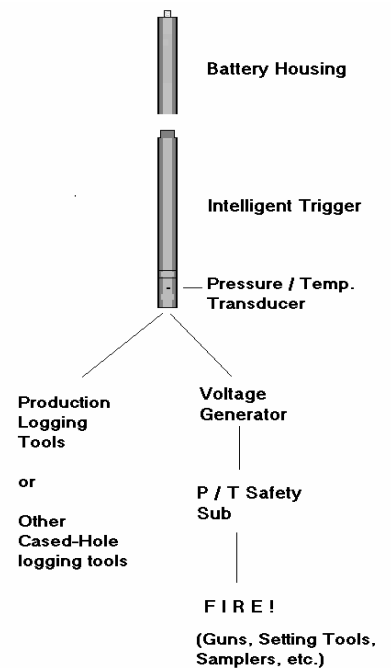 Battery Housing
Intelligent Trigger
Pressure / Temp.
Transducer
Production
Logging
Tools
or
Other
Cased-Hole
logging tools
Voltage
Generator
P / T Safety
Sub
F I R E !
(Guns, Setting Tools,
Samplers, etc.)